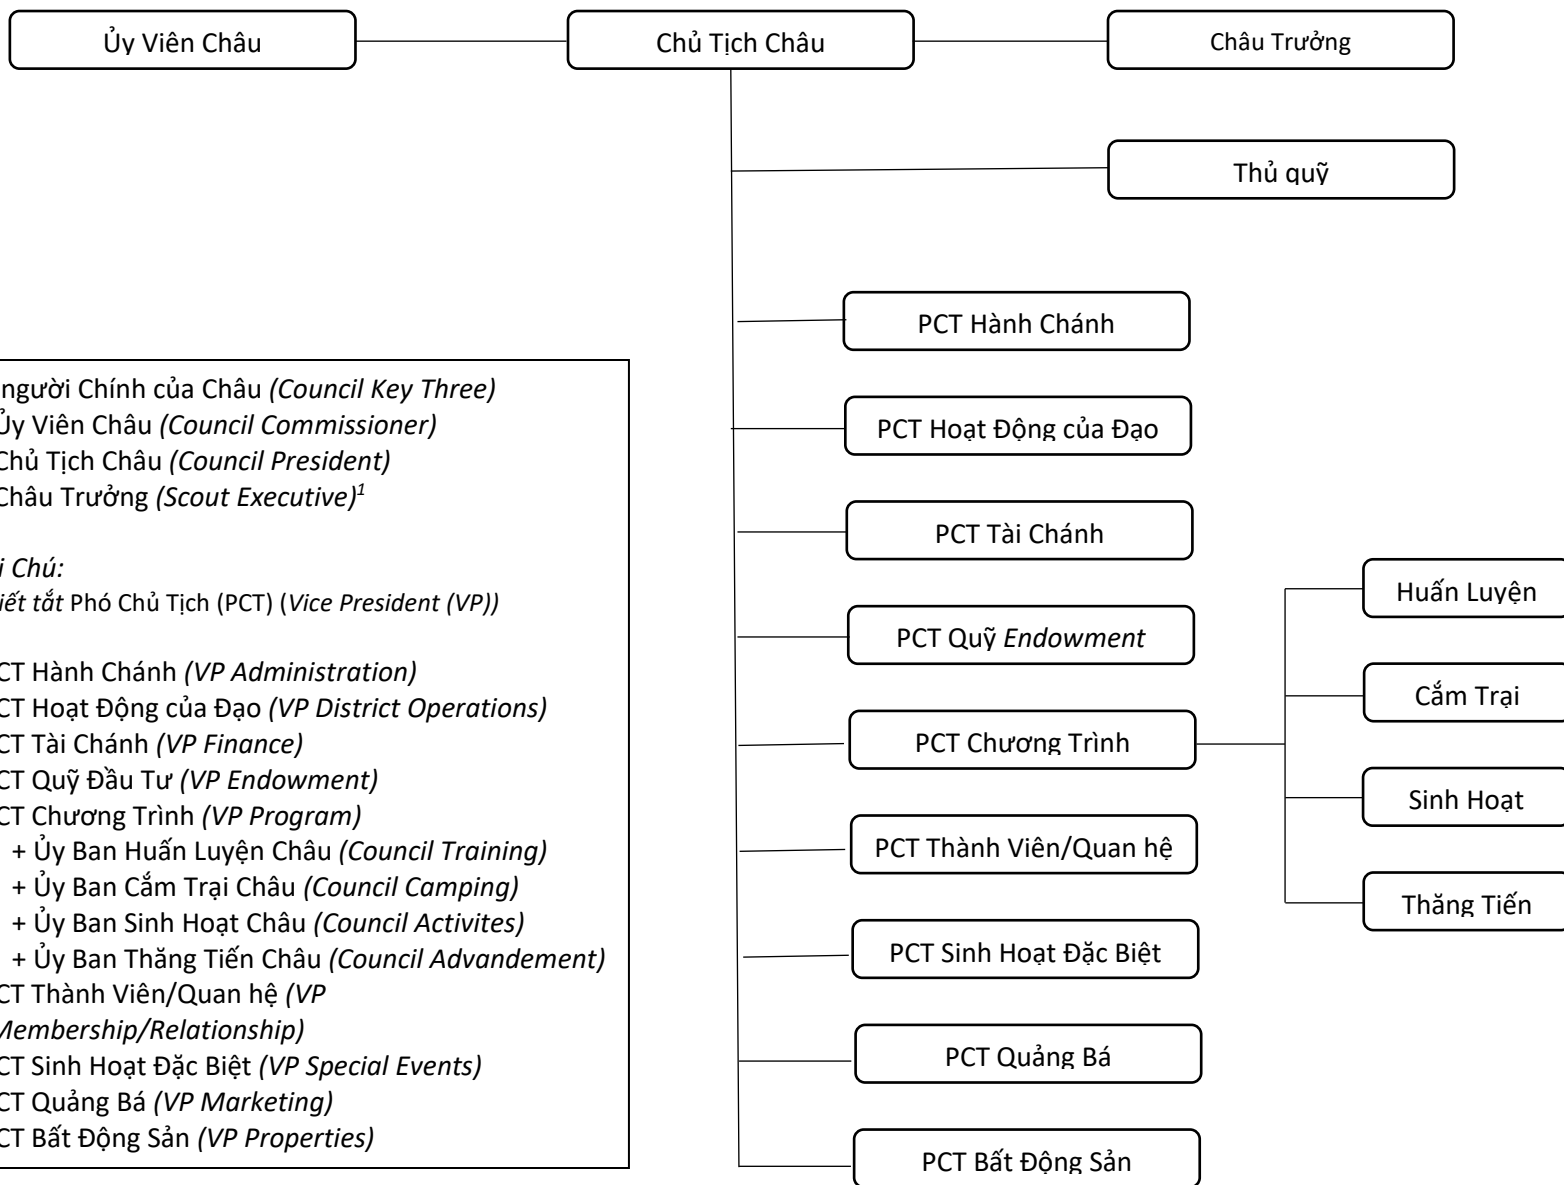 Ủy Viên Châu
Chủ Tịch Châu
Châu Trưởng
Thủ quỹ
PCT Hành Chánh
PCT Hoạt Động của Đạo
PCT Tài Chánh
PCT Quỹ Endowment
PCT Chương Trình
PCT Thành Viên/Quan hệ
PCT Sinh Hoạt Đặc Biệt
PCT Quảng Bá
PCT Bất Động Sản
Huấn Luyện
Cắm Trại
Sinh Hoạt
Thăng Tiến
người Chính của Châu (Council Key Three)
Ủy Viên Châu (Council Commissioner)
Chủ Tịch Châu (Council President)
Châu Trưởng (Scout Executive)1
i Chú:
iết tắt Phó Chủ Tịch (PCT) (Vice President (VP))
CT Hành Chánh (VP Administration)
CT Hoạt Động của Đạo (VP District Operations)
CT Tài Chánh (VP Finance)
CT Quỹ Đầu Tư (VP Endowment)
CT Chương Trình (VP Program)
+ Ủy Ban Huấn Luyện Châu (Council Training)
+ Ủy Ban Cắm Trại Châu (Council Camping)
+ Ủy Ban Sinh Hoạt Châu (Council Activites)
+ Ủy Ban Thăng Tiến Châu (Council Advandement)
CT Thành Viên/Quan hệ (VP
Membership/Relationship)
CT Sinh Hoạt Đặc Biệt (VP Special Events)
CT Quảng Bá (VP Marketing)
CT Bất Động Sản (VP Properties)